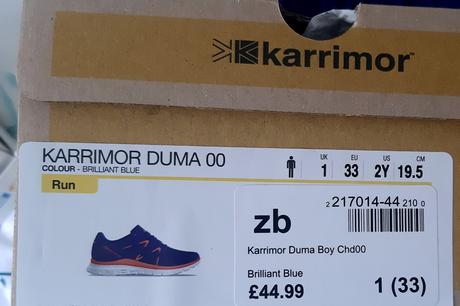 karrimor
KARRIMOR DUMA 00
COLOUR - BRILLIANT BLUE
Run
UK EU US CM
1 33 2Y 19.5
zb
2 217014-44 210 0
Karrimor Duma Boy Chd00
Brilliant Blue
£44.99
1 (33)